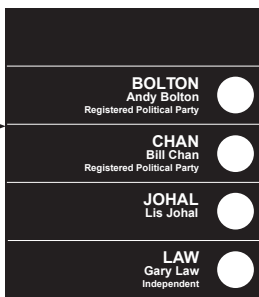 BOLTON
Andy Bolton
Registered Political Party
CHAN
Bill Chan
Registered Political Party
JOHAL
Lis Johal
LAW
Gary Law
Independent